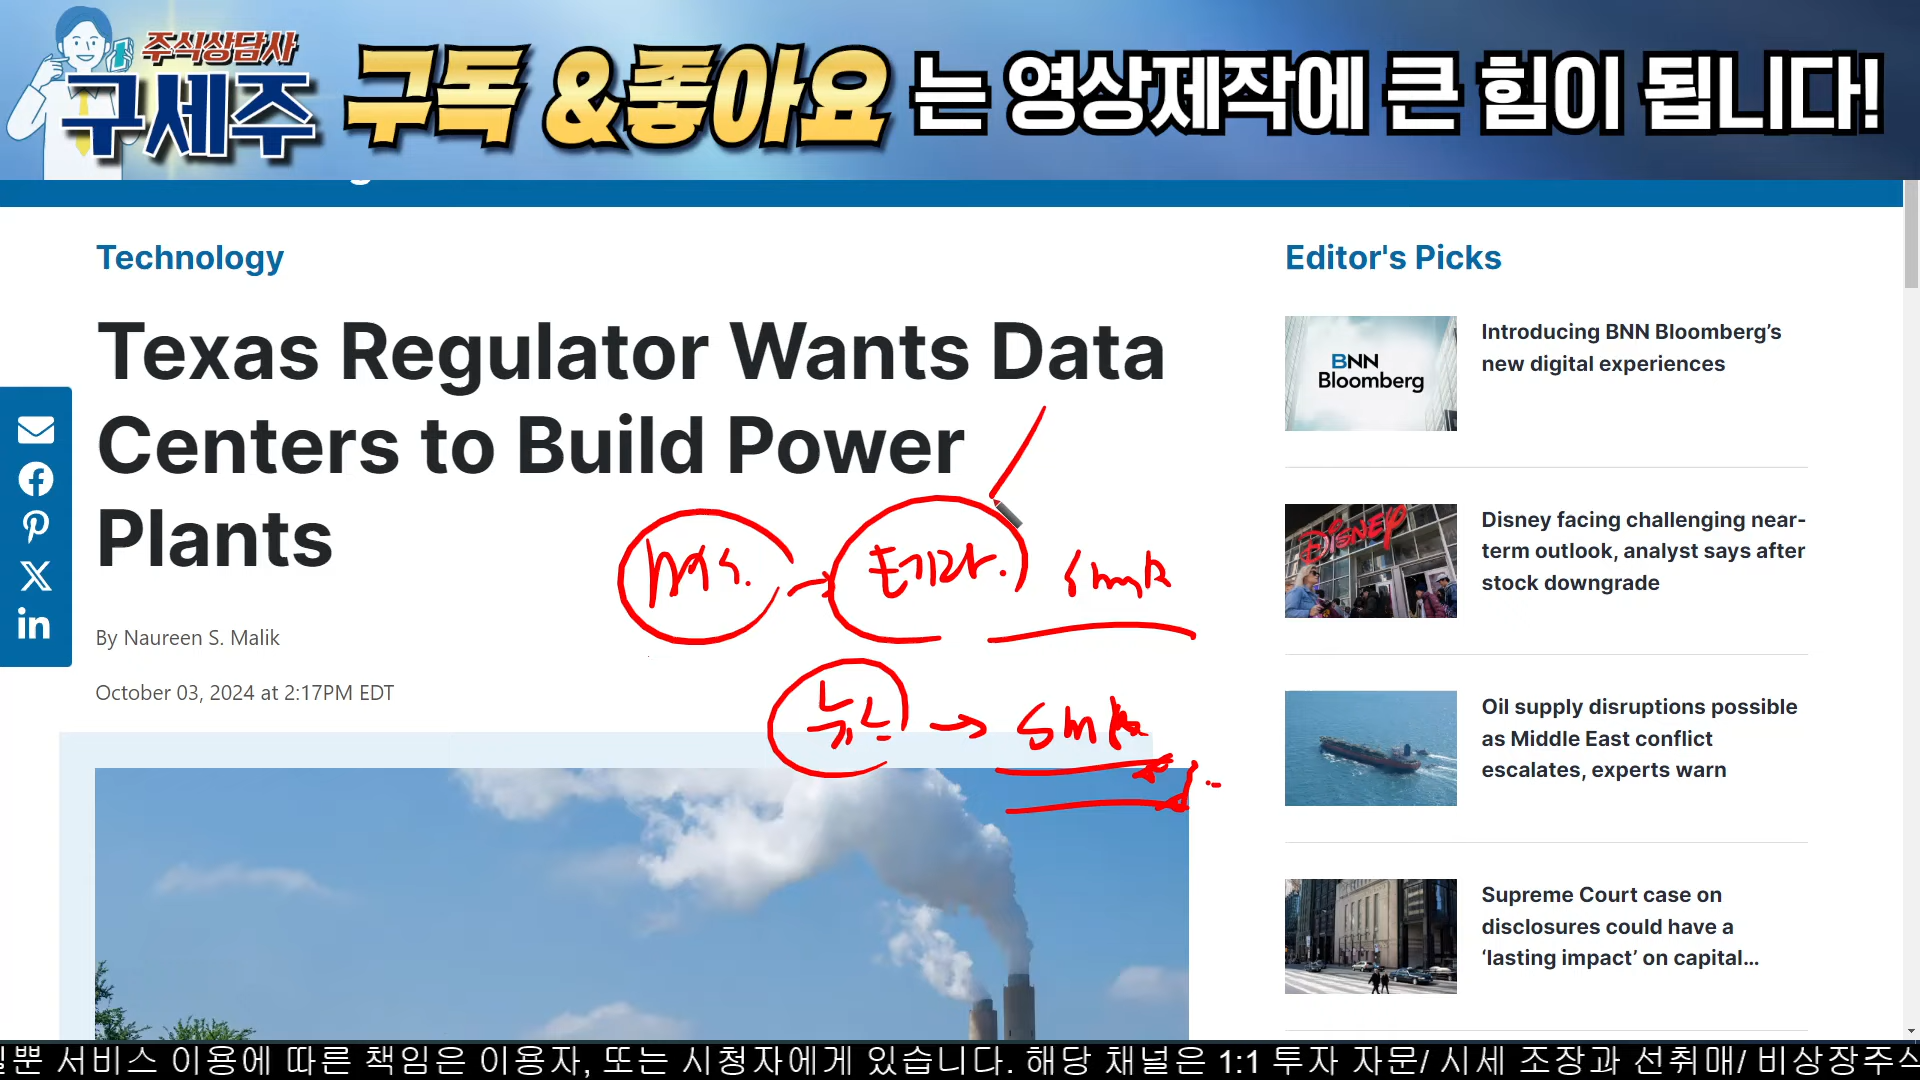 주식상담사
구세주
구독 &좋아요 는 영상제작에 큰 힘이 됩니다!
Technology
Texas Regulator Wants Data
Centers to Build Power
Plants
By Naureen S. Malik
October 03, 2024 at 2:17PM EDT
Editor's Picks
BNN
Bloomberg
Introducing BNN Bloomberg’s
new digital experiences
DISNEY
Disney facing challenging near-
term outlook, analyst says after
stock downgrade
Oil supply disruptions possible
as Middle East conflict
escalates, experts warn
Supreme Court case on
disclosures could have a
‘lasting impact’ on capital...
뉴스
일뿐 서비스 이용에 따른 책임은 이용자, 또는 시청자에게 있습니다. 해당 채널은 1:1 투자 자문/ 시세 조장과 선취매/ 비상장주식